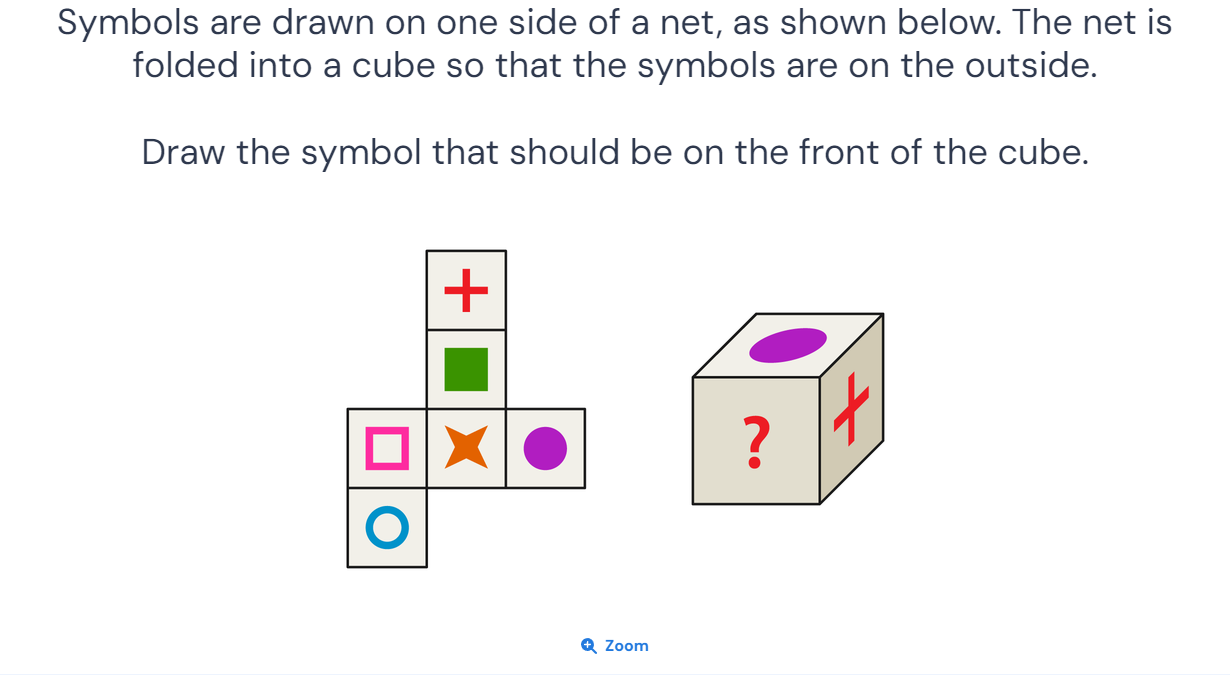 Symbols are drawn on one side of a net, as shown below. The net is
folded into a cube so that the symbols are on the outside.
Draw the symbol that should be on the front of the cube.
?
Zoom